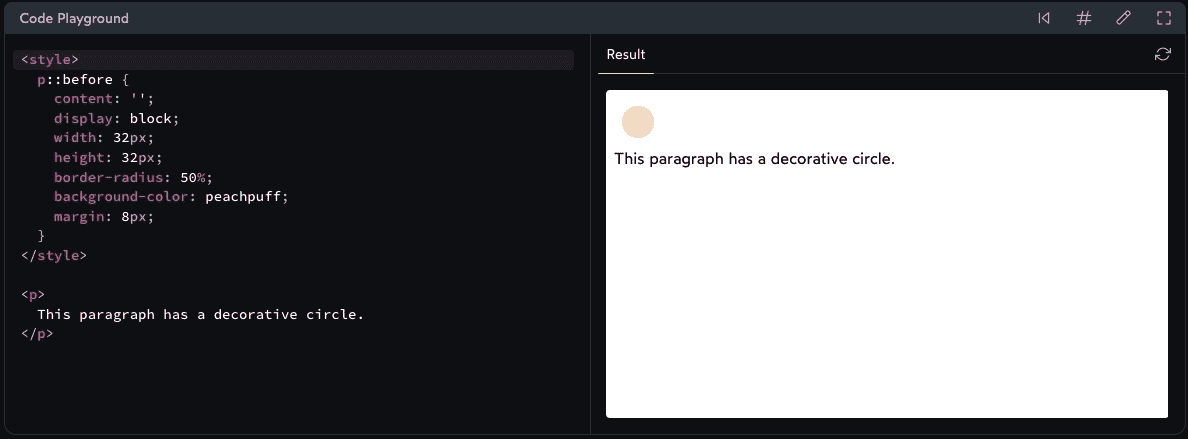 Code Playground
<style>
p::before {
content: '';
display: block;
width: 32px;
height: 32px;
border-radius: 50%;
background-color: peachpuff;
margin: 8px;
}
</style>
<p>
This paragraph has a decorative circle.
</p>
Result
This paragraph has a decorative circle.